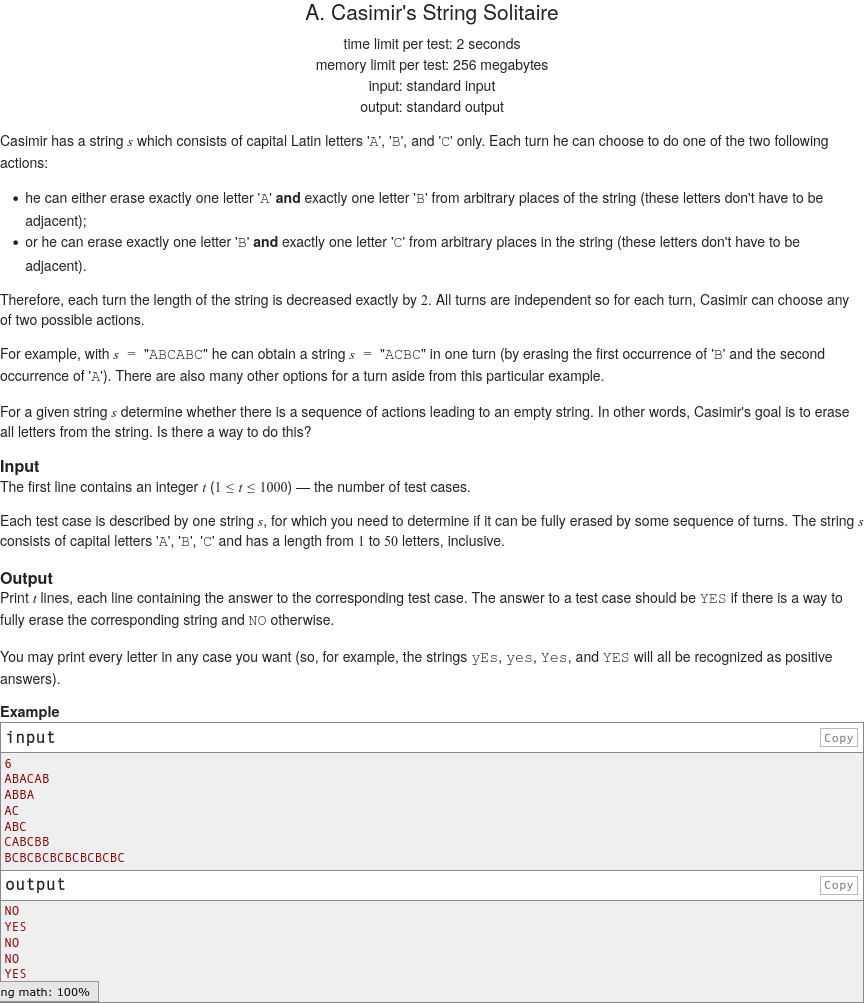 A. Casimir's String Solitaire
time limit per test: 2 seconds
memory limit per test: 256 megabytes
input: standard input
output: standard output
Casimir has a string s which consists of capital Latin letters 'A', 'B', and 'C' only. Each turn he can choose to do one of the two following
actions:
• he can either erase exactly one letter 'A' and exactly one letter 'B' from arbitrary places of the string (these letters don't have to be
adjacent);
• or he can erase exactly one letter 'B' and exactly one letter 'C' from arbitrary places in the string (these letters don't have to be
adjacent).
Therefore, each turn the length of the string is decreased exactly by 2. All turns are independent so for each turn, Casimir can choose any
of two possible actions.
For example, with s = "ABCABC" he can obtain a string s = "ACBC" in one turn (by erasing the first occurrence of 'B' and the second
occurrence of 'A'). There are also many other options for a turn aside from this particular example.
For a given string s determine whether there is a sequence of actions leading to an empty string. In other words, Casimir's goal is to erase
all letters from the string. Is there a way to do this?
Input
The first line contains an integer t (1 ≤ t ≤ 1000) — the number of test cases.
Each test case is described by one string s, for which you need to determine if it can be fully erased by some sequence of turns. The string s
consists of capital letters 'A', 'B', 'C' and has a length from 1 to 50 letters, inclusive.
Output
Print t lines, each line containing the answer to the corresponding test case. The answer to a test case should be YES if there is a way to
fully erase the corresponding string and NO otherwise.
You may print every letter in any case you want (so, for example, the strings yEs, yes, Yes, and YES will all be recognized as positive
answers).
Example
input Copy
6
ABACAB
ABBA
AC
ABC
CABCBB
BCBCBCBCBCBCBCBC
output Copy
NO
YES
NO
NO
YES
ng math: 100%